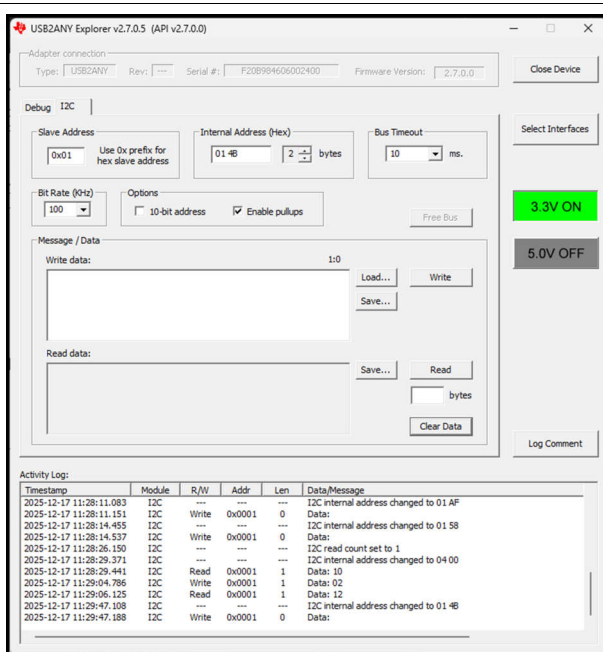 USB2ANY Explorer v2.7.0.5 (API v2.7.0.0)
Adapter connection
Type: USB2ANY Rev: --- Serial #: F20B984606002400 Firmware Version: 2.7.0.0
Close Device
Debug I2C
Select Interfaces
Slave Address
0x01 Use 0x prefix for
hex slave address
Internal Address (Hex)
01 4B 2 bytes
Bus Timeout
10 ms.
Bit Rate (KHz)
100
Options
10-bit address Enable pullups
Free Bus
3.3V ON
5.0V OFF
Message / Data
Write data: 1:0
Load... Write
Save...
Read data:
Save... Read
bytes
Clear Data
Log Comment
Activity Log:
Timestamp Module R/W Addr Len Data/Message
2025-12-17 11:28:11.083 I2C --- --- --- I2C internal address changed to 01 AF
2025-12-17 11:28:11.151 I2C Write 0x0001 0 Data:
2025-12-17 11:28:14.455 I2C --- --- --- I2C internal address changed to 01 58
2025-12-17 11:28:14.537 I2C Write 0x0001 0 Data:
2025-12-17 11:28:26.150 I2C --- --- --- I2C read count set to 1
2025-12-17 11:28:29.371 I2C --- --- --- I2C internal address changed to 04 00
2025-12-17 11:28:29.441 I2C Read 0x0001 1 Data: 10
2025-12-17 11:29:04.786 I2C Write 0x0001 1 Data: 02
2025-12-17 11:29:06.125 I2C Read 0x0001 1 Data: 12
2025-12-17 11:29:47.108 I2C --- --- --- I2C internal address changed to 01 4B
2025-12-17 11:29:47.188 I2C Write 0x0001 0 Data: